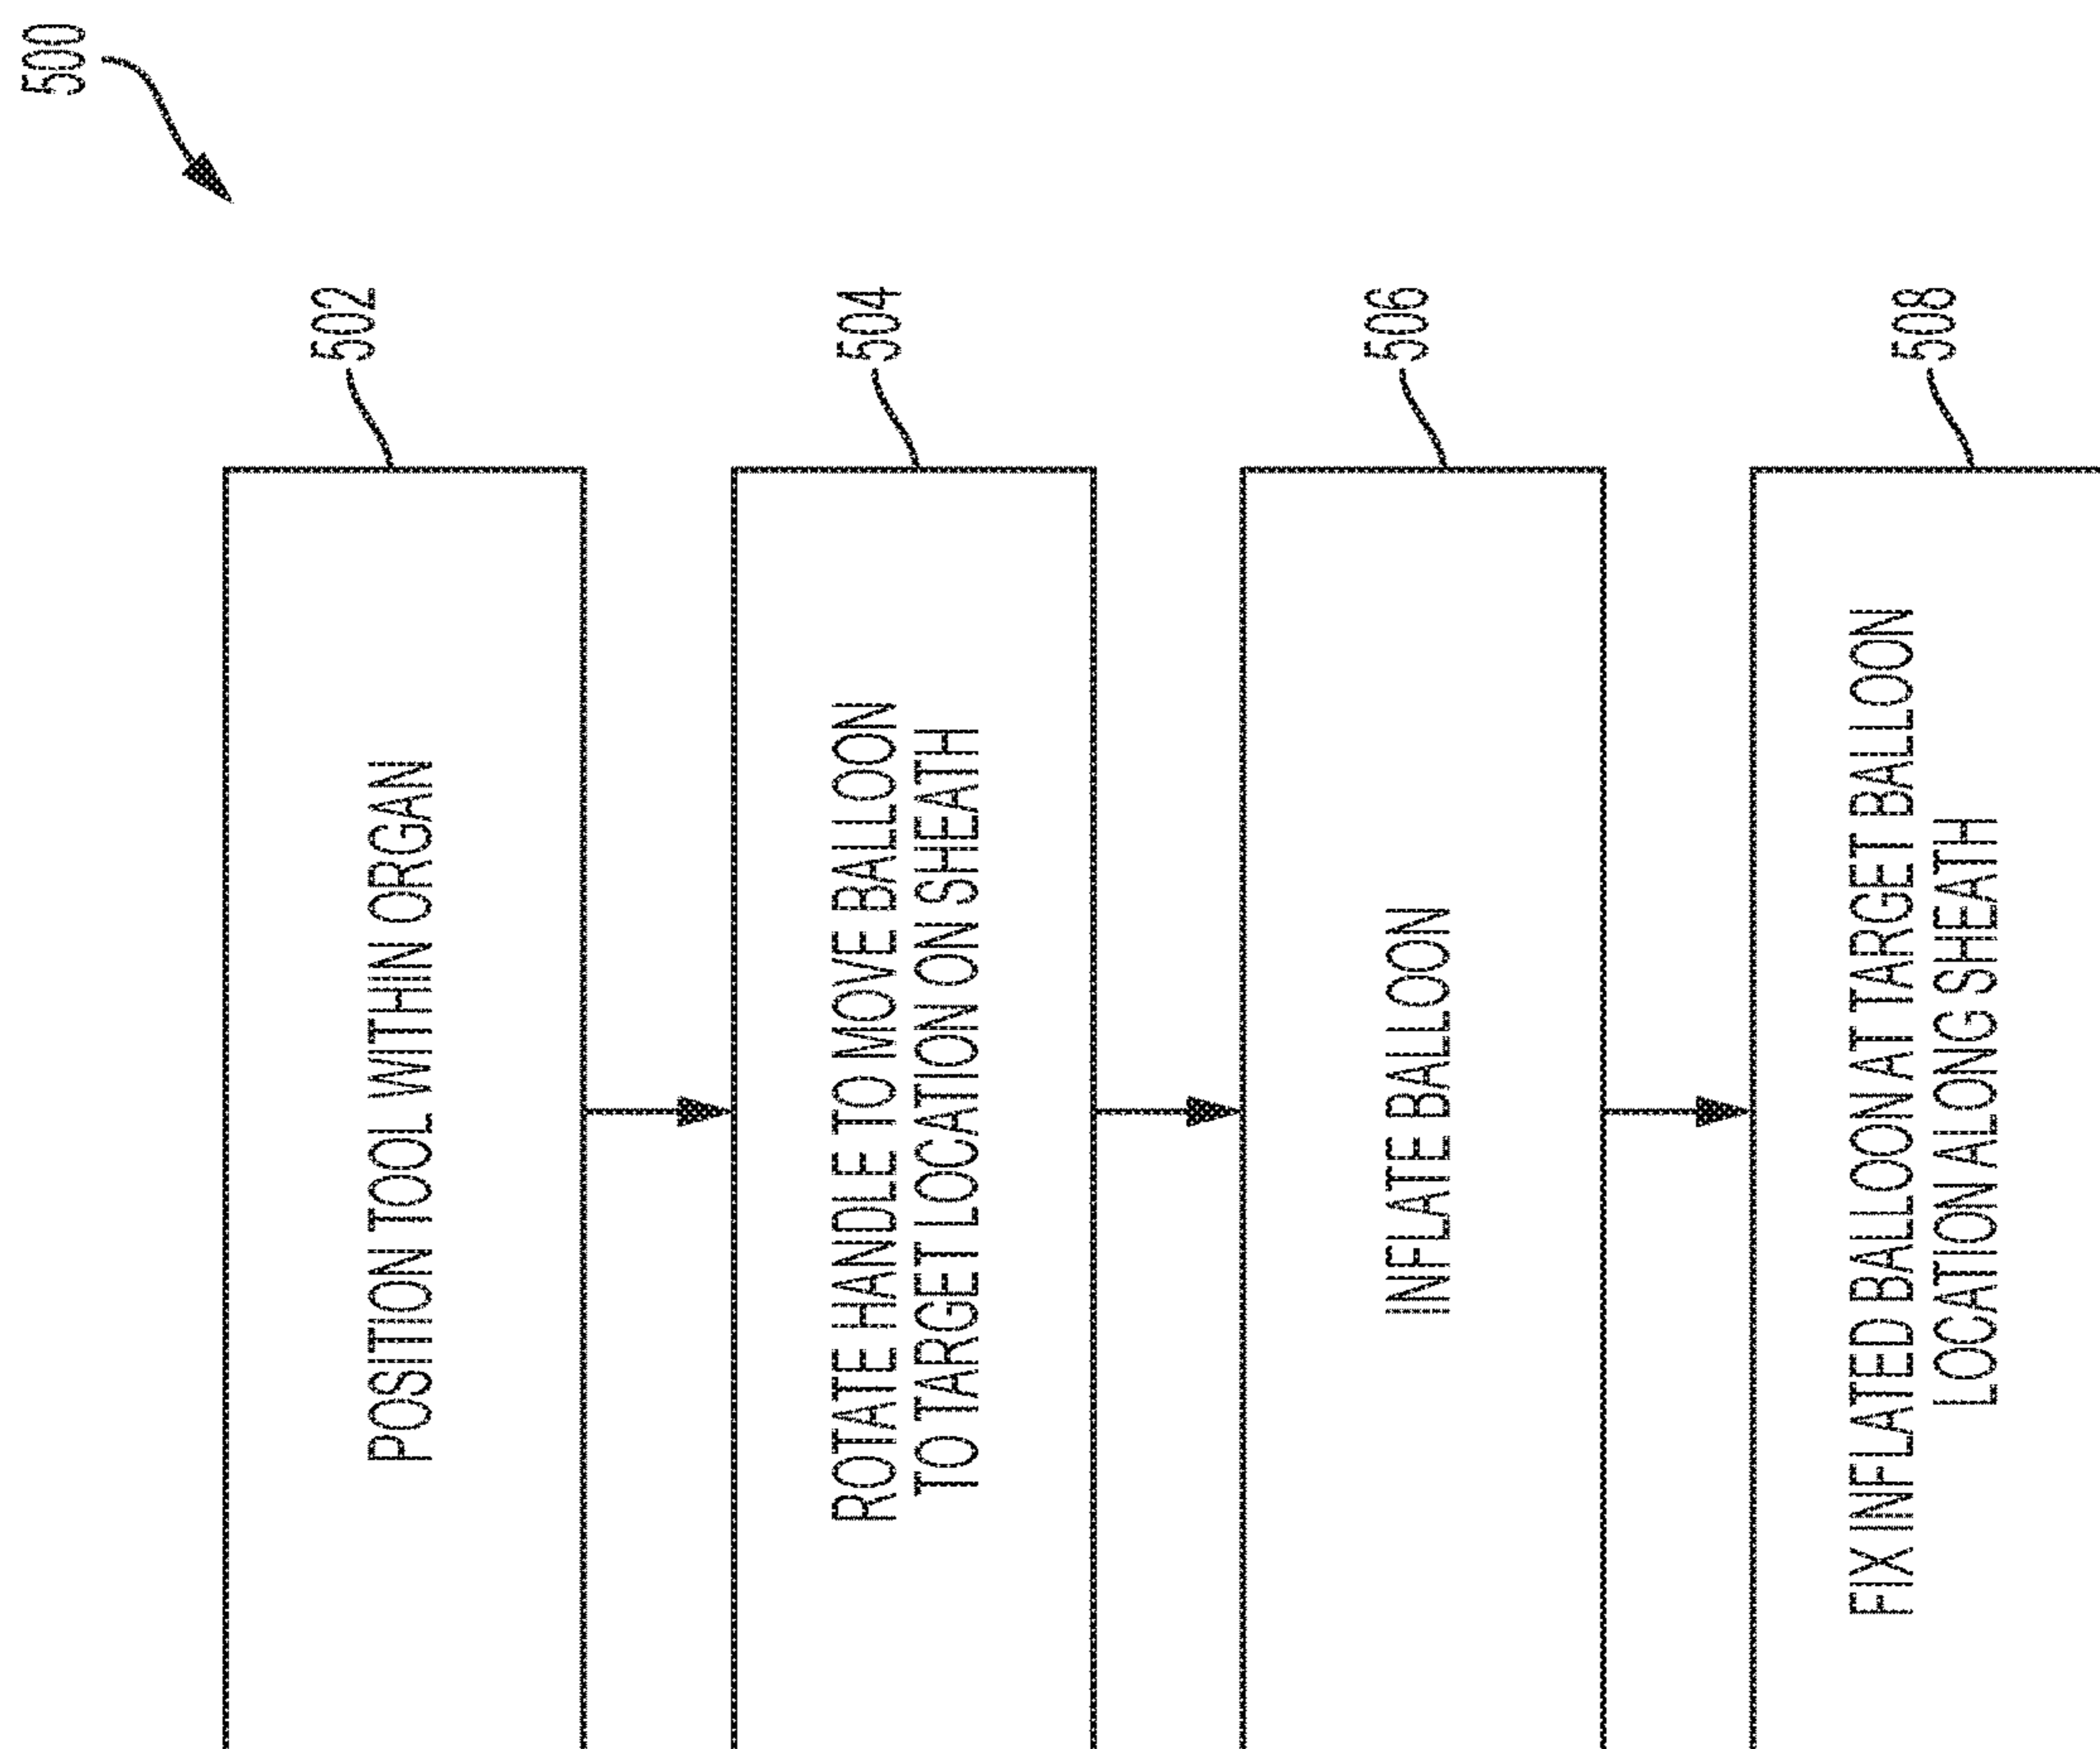 500
502
POSITION TOOL WITHIN ORGAN
504
ROTATE HANDLE TO MOVE BALLOON
TO TARGET LOCATION ON SHEATH
506
INFLATE BALLOON
508
FIX INFLATED BALLOON AT TARGET BALLOON
LOCATION ALONG SHEATH